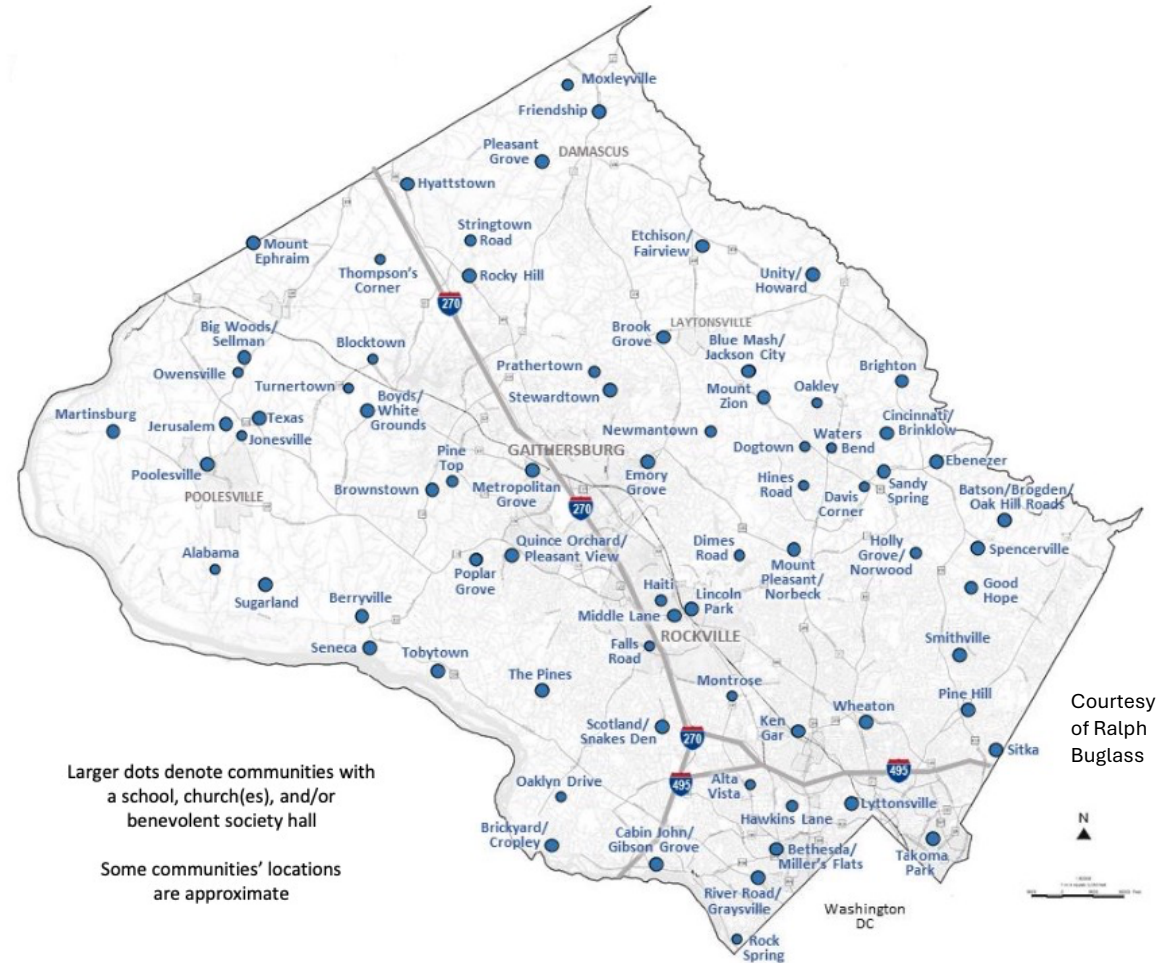 Moxleyville
Friendship
Pleasant
Grove
DAMASCUS
Hyattstown
Stringtown
Road
Etchison/
Fairview
Mount
Ephraim
Thompson's
Corner
Rocky Hill
Unity/
Howard
270
Big Woods/
Sellman
Blocktown
Brook
Grove
LAYTONSVILLE
Blue Mash/
Jackson City
Owensville
Turnertown
Prathertown
Stewardtown
Mount
Zion
Oakley
Brighton
Martinsburg
Jerusalem
Texas
Jonesville
Boyds/
White
Grounds
Newmantown
Dogtown
Waters
Bend
Cincinnati/
Brinklow
Poolesville
POOLESVILLE
Pine
Top
Brownstown
GAITHERSBURG
Metropolitan
Grove
Emory
Grove
Hines
Road
Davis
Corner
Sandy
Spring
Ebenezer
Batson/Brogden/
Oak Hill Roads
270
Alabama
Sugarland
Poplar
Grove
Quince Orchard/
Pleasant View
Dimes
Road
Mount
Pleasant/
Norbeck
Holly
Grove/
Norwood
Spencerville
Good
Hope
Berryville
Haiti
Lincoln
Park
Middle Lane
ROCKVILLE
Seneca
Tobytown
Falls
Road
Smithville
The Pines
Montrose
Pine Hill
Scotland/
Snakes Den
270
Ken
Gar
Wheaton
Sitka
Courtesy
of Ralph
Buglass
Larger dots denote communities with
a school, church(es), and/or
benevolent society hall
Oaklyn Drive
495
Alta
Vista
495
Hawkins Lane
Lyttonsville
N
Brickyard/
Cropley
Cabin John/
Gibson Grove
Bethesda/
Miller's Flats
Takoma
Park
Some communities' locations
are approximate
River Road/
Graysville
Washington
DC
Rock
Spring